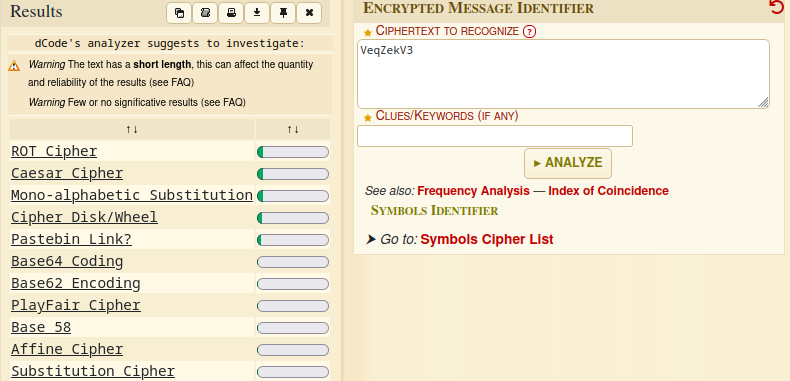 Results
dCode's analyzer suggests to investigate:
Warning The text has a short length, this can affect the quantity
and reliability of the results (see FAQ)
Warning Few or no significative results (see FAQ)
↑↓ ↑↓
ROT Cipher
Caesar Cipher
Mono-alphabetic Substitution
Cipher Disk/Wheel
Pastebin Link?
Base64 Coding
Base62 Encoding
PlayFair Cipher
Base 58
Affine Cipher
Substitution Cipher
Encrypted Message Identifier
★ Ciphertext to recognize ?
VeqZekV3
★ Clues/Keywords (if any)
► ANALYZE
See also: Frequency Analysis — Index of Coincidence
Symbols Identifier
➤ Go to: Symbols Cipher List